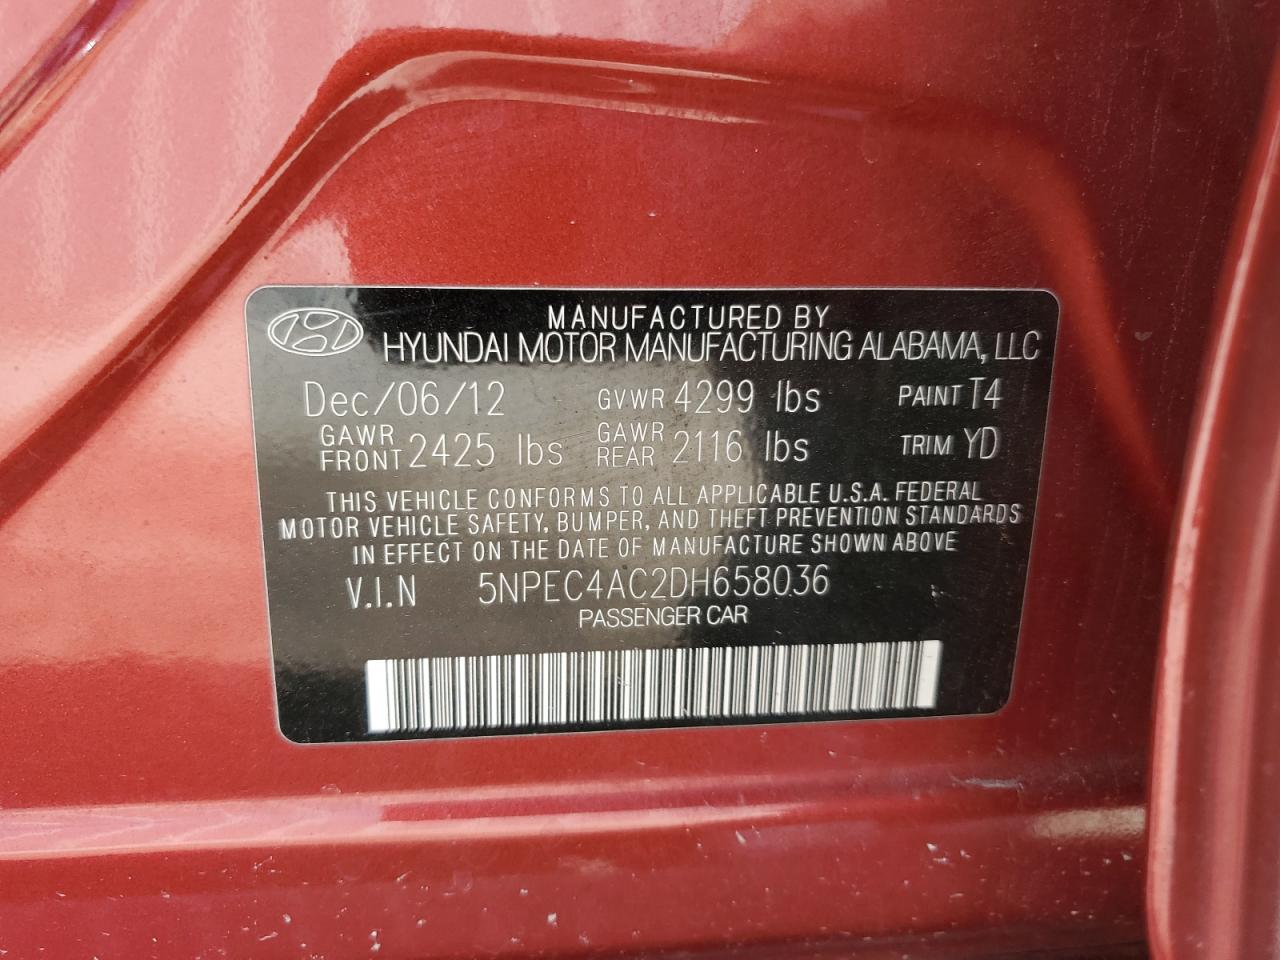 MANUFACTURED BY
HYUNDAI MOTOR MANUFACTURING ALABAMA, LLC
Dec/06/12 GVWR 4299 lbs PAINT T4
GAWR FRONT 2425 lbs GAWR REAR 2116 lbs TRIM YD
THIS VEHICLE CONFORMS TO ALL APPLICABLE U.S.A. FEDERAL
MOTOR VEHICLE SAFETY, BUMPER, AND THEFT PREVENTION STANDARDS
IN EFFECT ON THE DATE OF MANUFACTURE SHOWN ABOVE
V.I.N 5NPEC4AC2DH658036
PASSENGER CAR